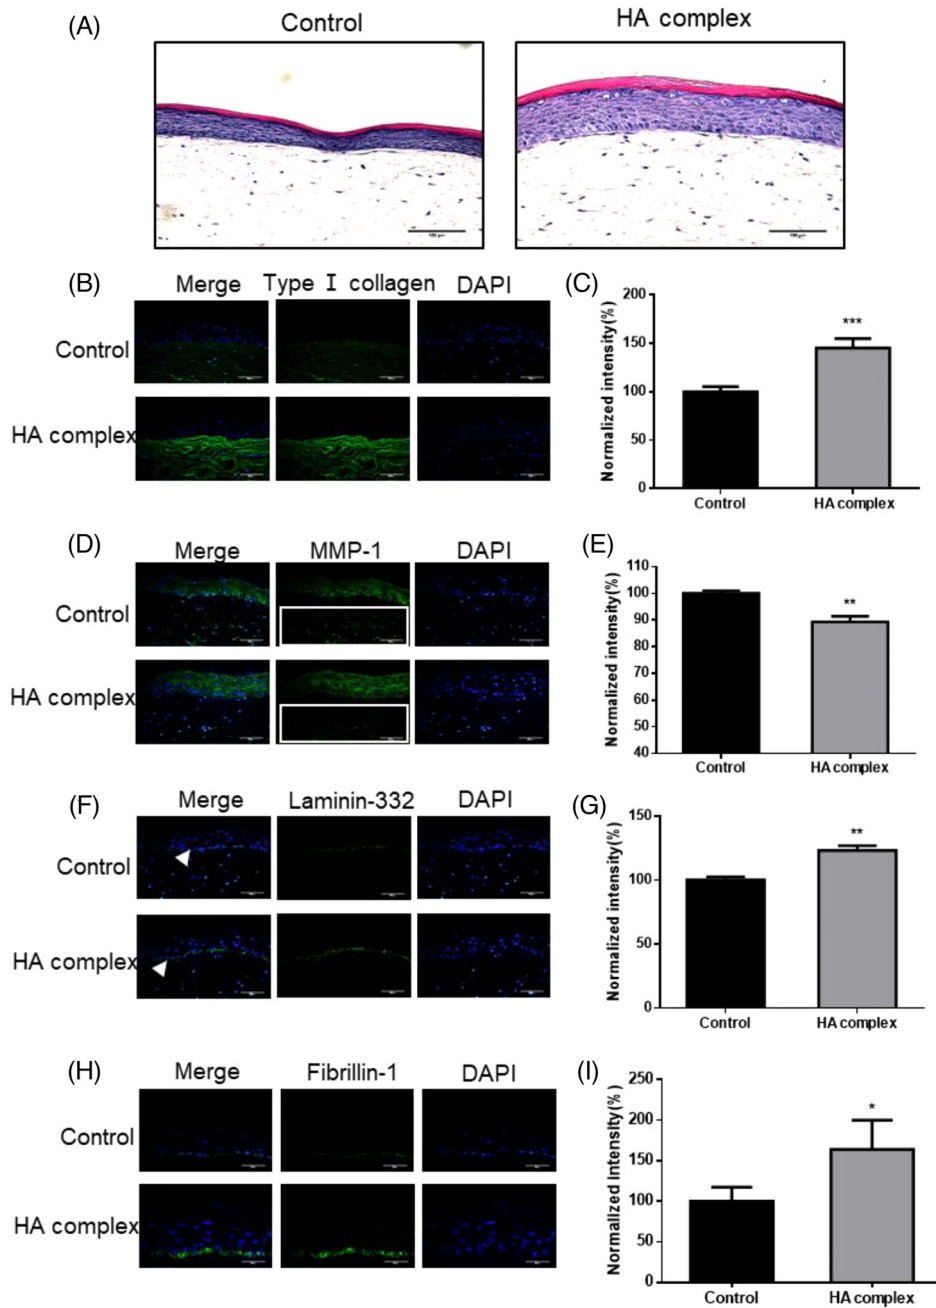 (A)
Control
HA complex
(B)
Merge
Type I collagen
DAPI
Control
HA complex
(C)
Normalized intensity(%)
200
150
100
50
0
***
Control
HA complex
(D)
Merge
MMP-1
DAPI
Control
HA complex
(E)
Normalized intensity(%)
110
100
90
80
70
60
50
40
**
Control
HA complex
(F)
Merge
Laminin-332
DAPI
Control
HA complex
(G)
Normalized intensity(%)
150
100
50
0
**
Control
HA complex
(H)
Merge
Fibrillin-1
DAPI
Control
HA complex
(I)
Normalized intensity(%)
250
200
150
100
50
0
*
Control
HA complex